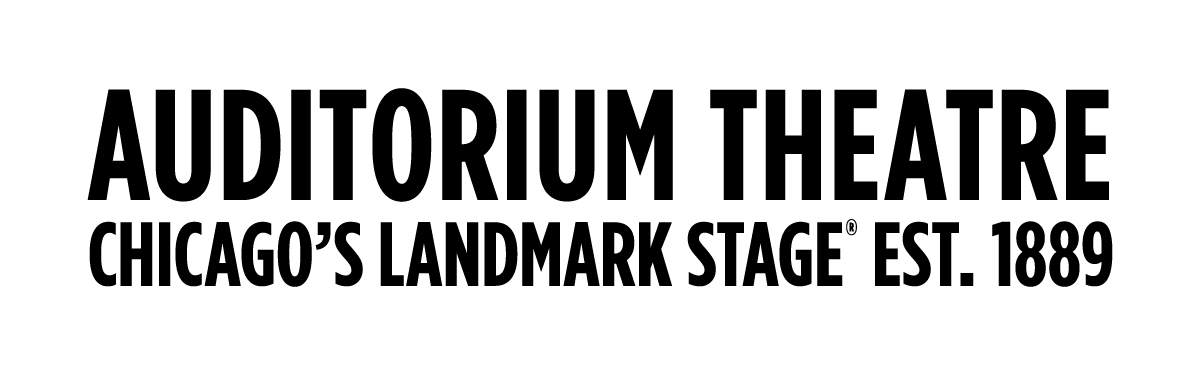 AUDITORIUM THEATRE
CHICAGO’S LANDMARK STAGE® EST. 1889